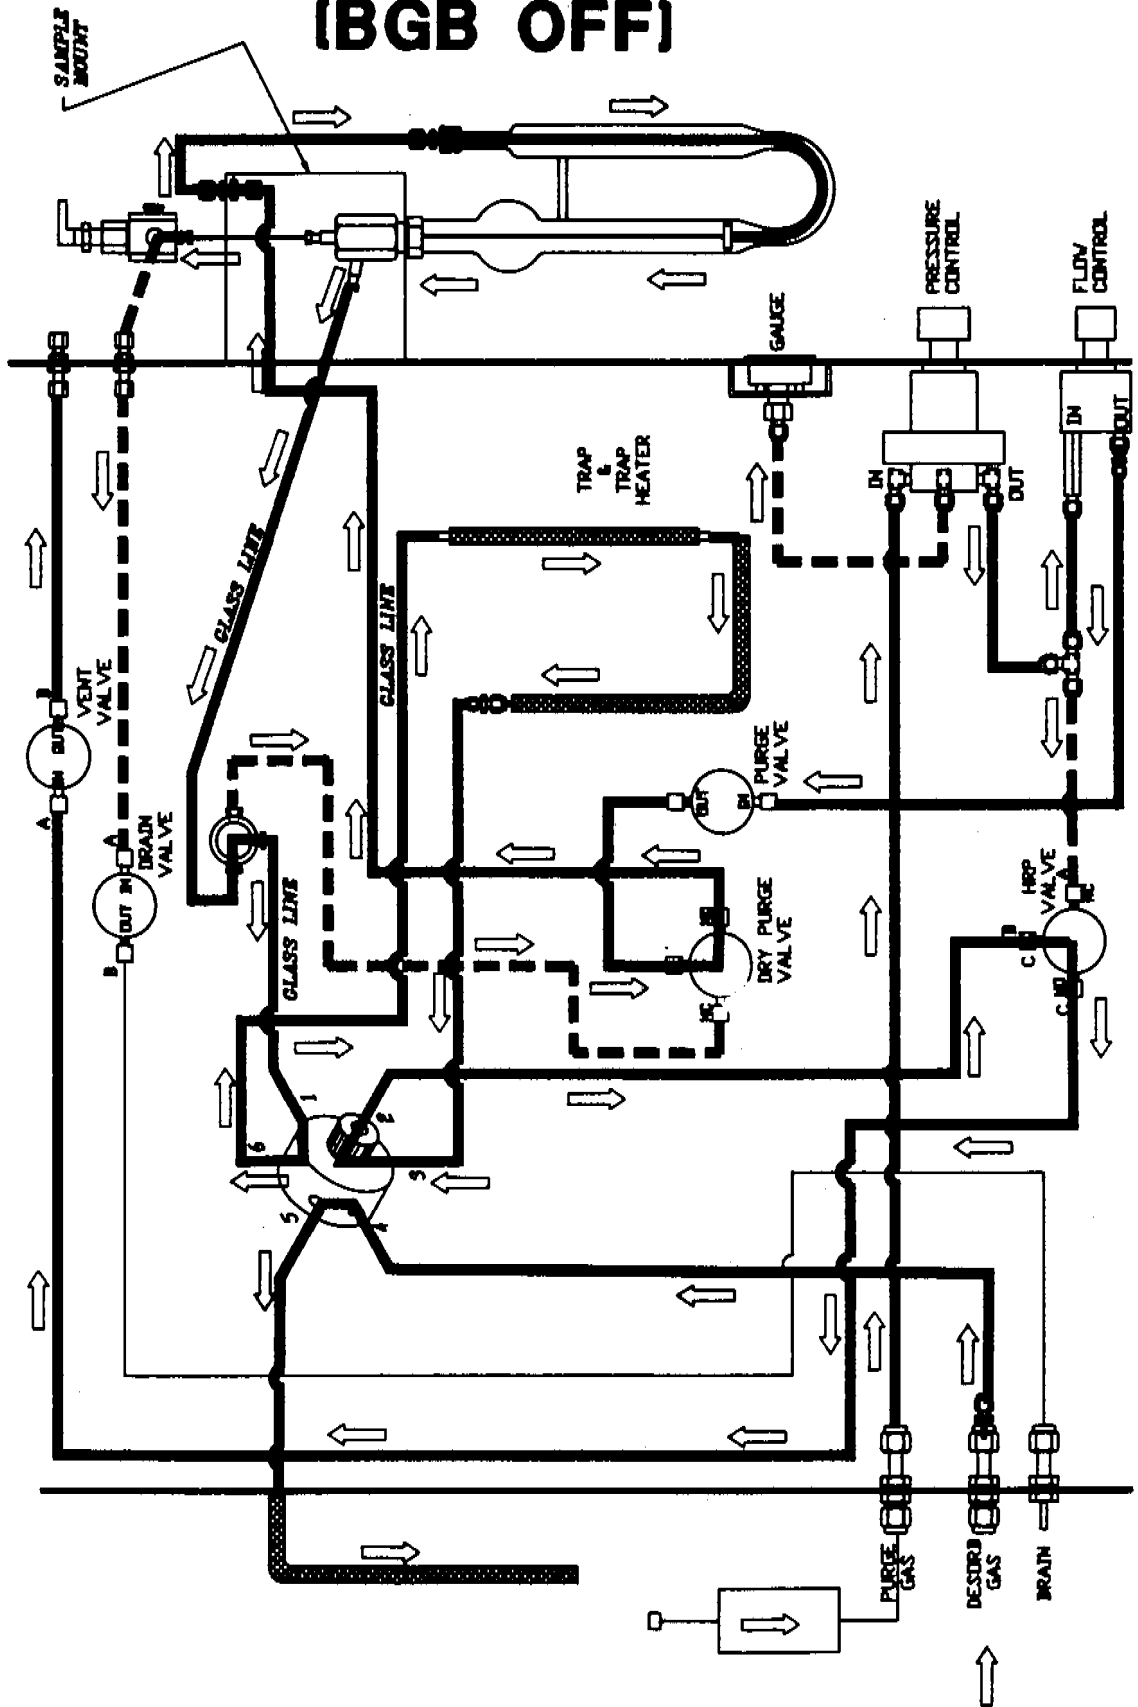 [BGB OFF]
SAMPLE
MOUNT
PRESSURE
CONTROL
FLOW
CONTROL
GAUGE
IN
OUT
IN
OUT
TRAP
&
TRAP
HEATER
GLASS LINE
GLASS LINE
B
VENT
VALVE
OUT
IN
A
A
DRAIN
VALVE
IN
OUT
B
PURGE
VALVE
OUT
IN
GLASS LINE
DRY PURGE
VALVE
NC
HRP
VALVE
A
NC
B
C
C
1
2
3
4
5
6
PURGE
GAS
DESORB
GAS
DRAIN